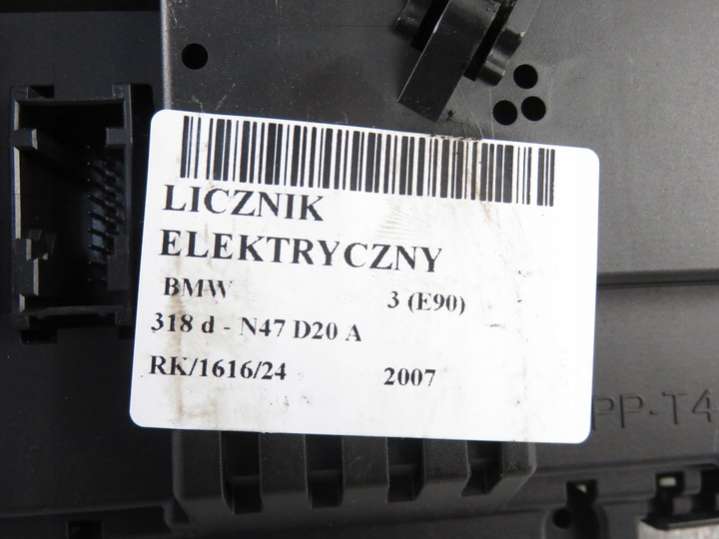 LICZNIK
ELEKTRYCZNY
BMW 3 (E90)
318 d - N47 D20 A
RK/1616/24 2007
PP-T4